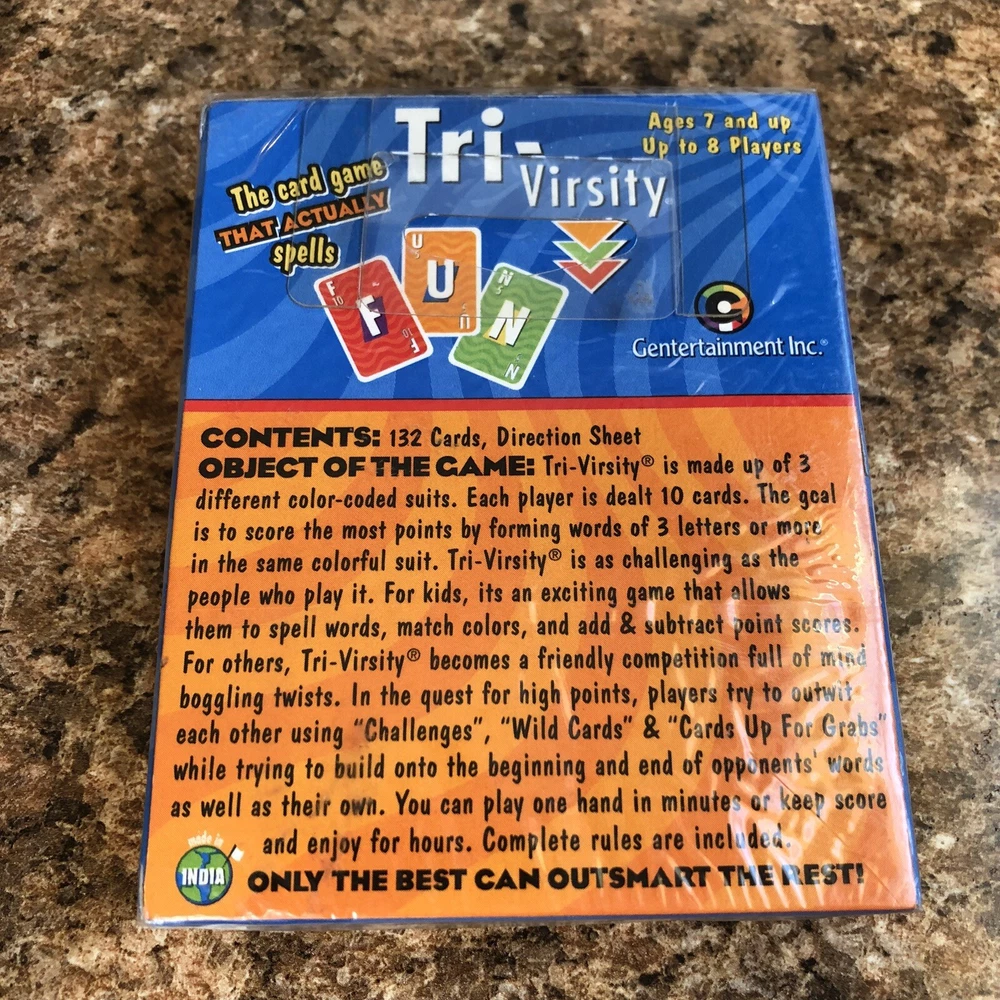 Tri-
Virsity
Ages 7 and up
Up to 8 Players
The card game
THAT ACTUALLY
spells
F
10
F
F
10
U
5
U
U
N
5
N
N
Gentertainment Inc.®
CONTENTS: 132 Cards, Direction Sheet
OBJECT OF THE GAME: Tri-Virsity® is made up of 3
different color-coded suits. Each player is dealt 10 cards. The goal
is to score the most points by forming words of 3 letters or more
in the same colorful suit. Tri-Virsity® is as challenging as the
people who play it. For kids, its an exciting game that allows
them to spell words, match colors, and add & subtract point scores.
For others, Tri-Virsity® becomes a friendly competition full of mind
boggling twists. In the quest for high points, players try to outwit
each other using "Challenges", "Wild Cards" & "Cards Up For Grabs"
while trying to build onto the beginning and end of opponents' words
as well as their own. You can play one hand in minutes or keep score
and enjoy for hours. Complete rules are included.
made in
INDIA
ONLY THE BEST CAN OUTSMART THE REST!